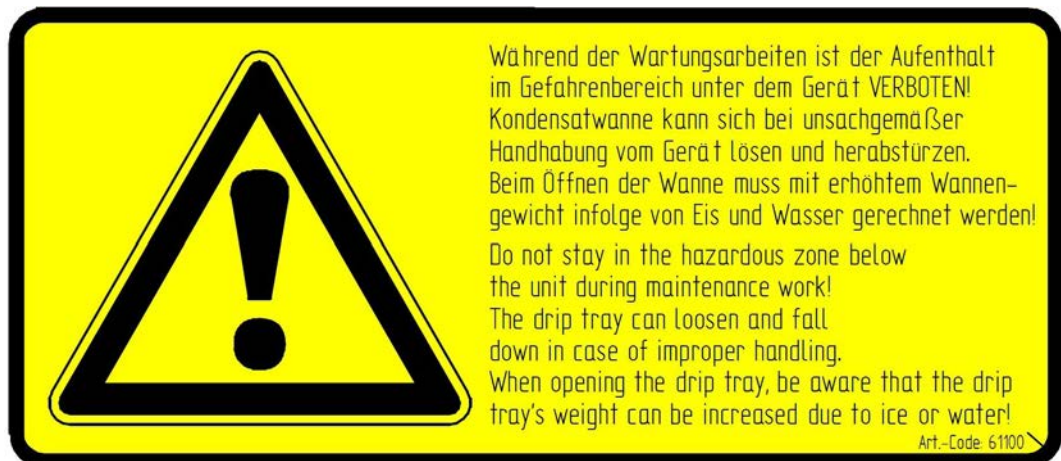 Während der Wartungsarbeiten ist der Aufenthalt
im Gefahrenbereich unter dem Gerät VERBOTEN!
Kondensatwanne kann sich bei unsachgemäßer
Handhabung vom Gerät lösen und herabstürzen.
Beim Öffnen der Wanne muss mit erhöhtem Wannen-
gewicht infolge von Eis und Wasser gerechnet werden!
Do not stay in the hazardous zone below
the unit during maintenance work!
The drip tray can loosen and fall
down in case of improper handling.
When opening the drip tray, be aware that the drip
tray's weight can be increased due to ice or water!
Art.-Code: 61100